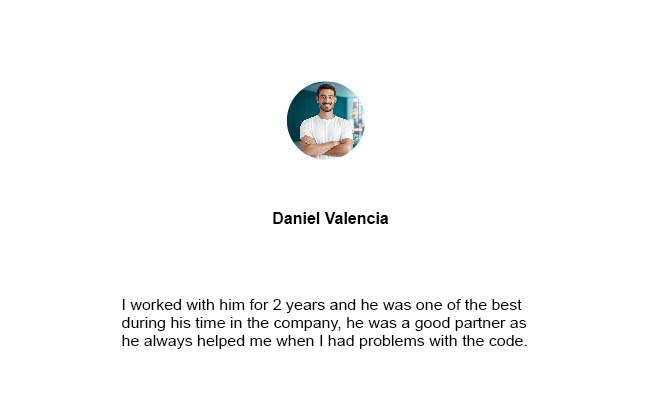 Daniel Valencia
I worked with him for 2 years and he was one of the best
during his time in the company, he was a good partner as
he always helped me when I had problems with the code.